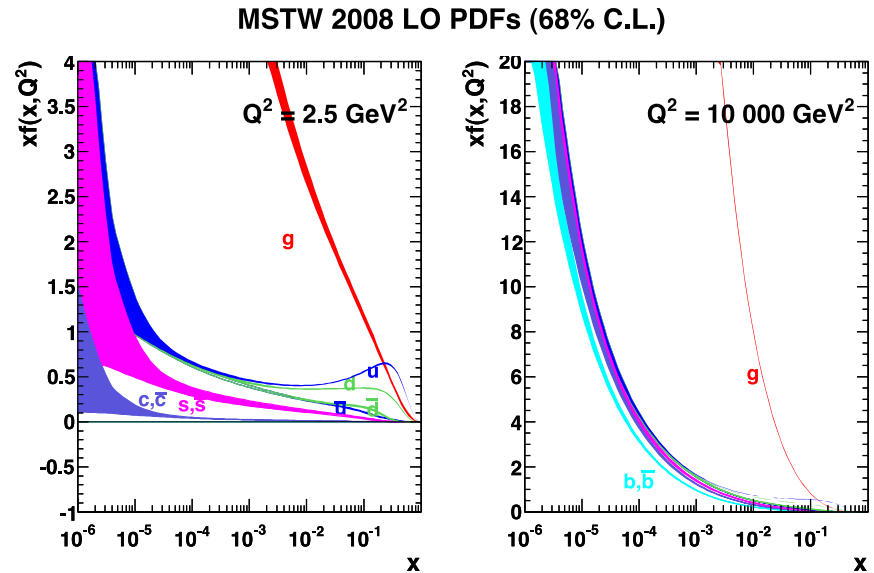 MSTW 2008 LO PDFs (68% C.L.)
xf(x,Q²)
4
3.5
3
2.5
2
1.5
1
0.5
0
-0.5
-1
Q² = 2.5 GeV²
g
u
d
c,c̅
s,s̅
u̅
d̅
10⁻⁶ 10⁻⁵ 10⁻⁴ 10⁻³ 10⁻² 10⁻¹
x
xf(x,Q²)
20
18
16
14
12
10
8
6
4
2
0
Q² = 10 000 GeV²
g
b,b̅
10⁻⁶ 10⁻⁵ 10⁻⁴ 10⁻³ 10⁻² 10⁻¹
x